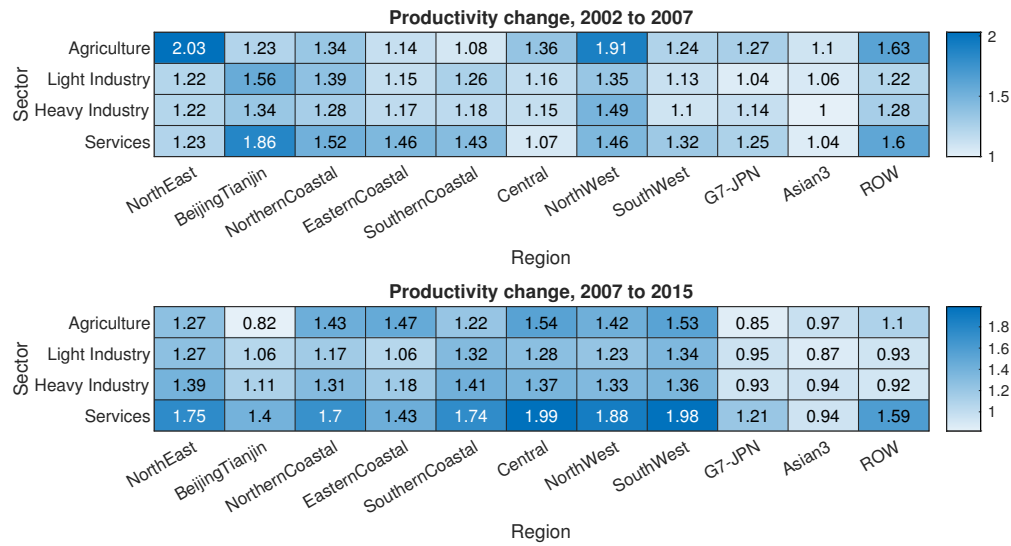 Productivity change, 2002 to 2007
Sector
Agriculture 2.03 1.23 1.34 1.14 1.08 1.36 1.91 1.24 1.27 1.1 1.63
Light Industry 1.22 1.56 1.39 1.15 1.26 1.16 1.35 1.13 1.04 1.06 1.22
Heavy Industry 1.22 1.34 1.28 1.17 1.18 1.15 1.49 1.1 1.14 1 1.28
Services 1.23 1.86 1.52 1.46 1.43 1.07 1.46 1.32 1.25 1.04 1.6
2
1.5
1
NorthEast BeijingTianjin NorthernCoastal EasternCoastal SouthernCoastal Central NorthWest SouthWest G7-JPN Asian3 ROW
Region
Productivity change, 2007 to 2015
Sector
Agriculture 1.27 0.82 1.43 1.47 1.22 1.54 1.42 1.53 0.85 0.97 1.1
Light Industry 1.27 1.06 1.17 1.06 1.32 1.28 1.23 1.34 0.95 0.87 0.93
Heavy Industry 1.39 1.11 1.31 1.18 1.41 1.37 1.33 1.36 0.93 0.94 0.92
Services 1.75 1.4 1.7 1.43 1.74 1.99 1.88 1.98 1.21 0.94 1.59
1.8
1.6
1.4
1.2
1
NorthEast BeijingTianjin NorthernCoastal EasternCoastal SouthernCoastal Central NorthWest SouthWest G7-JPN Asian3 ROW
Region